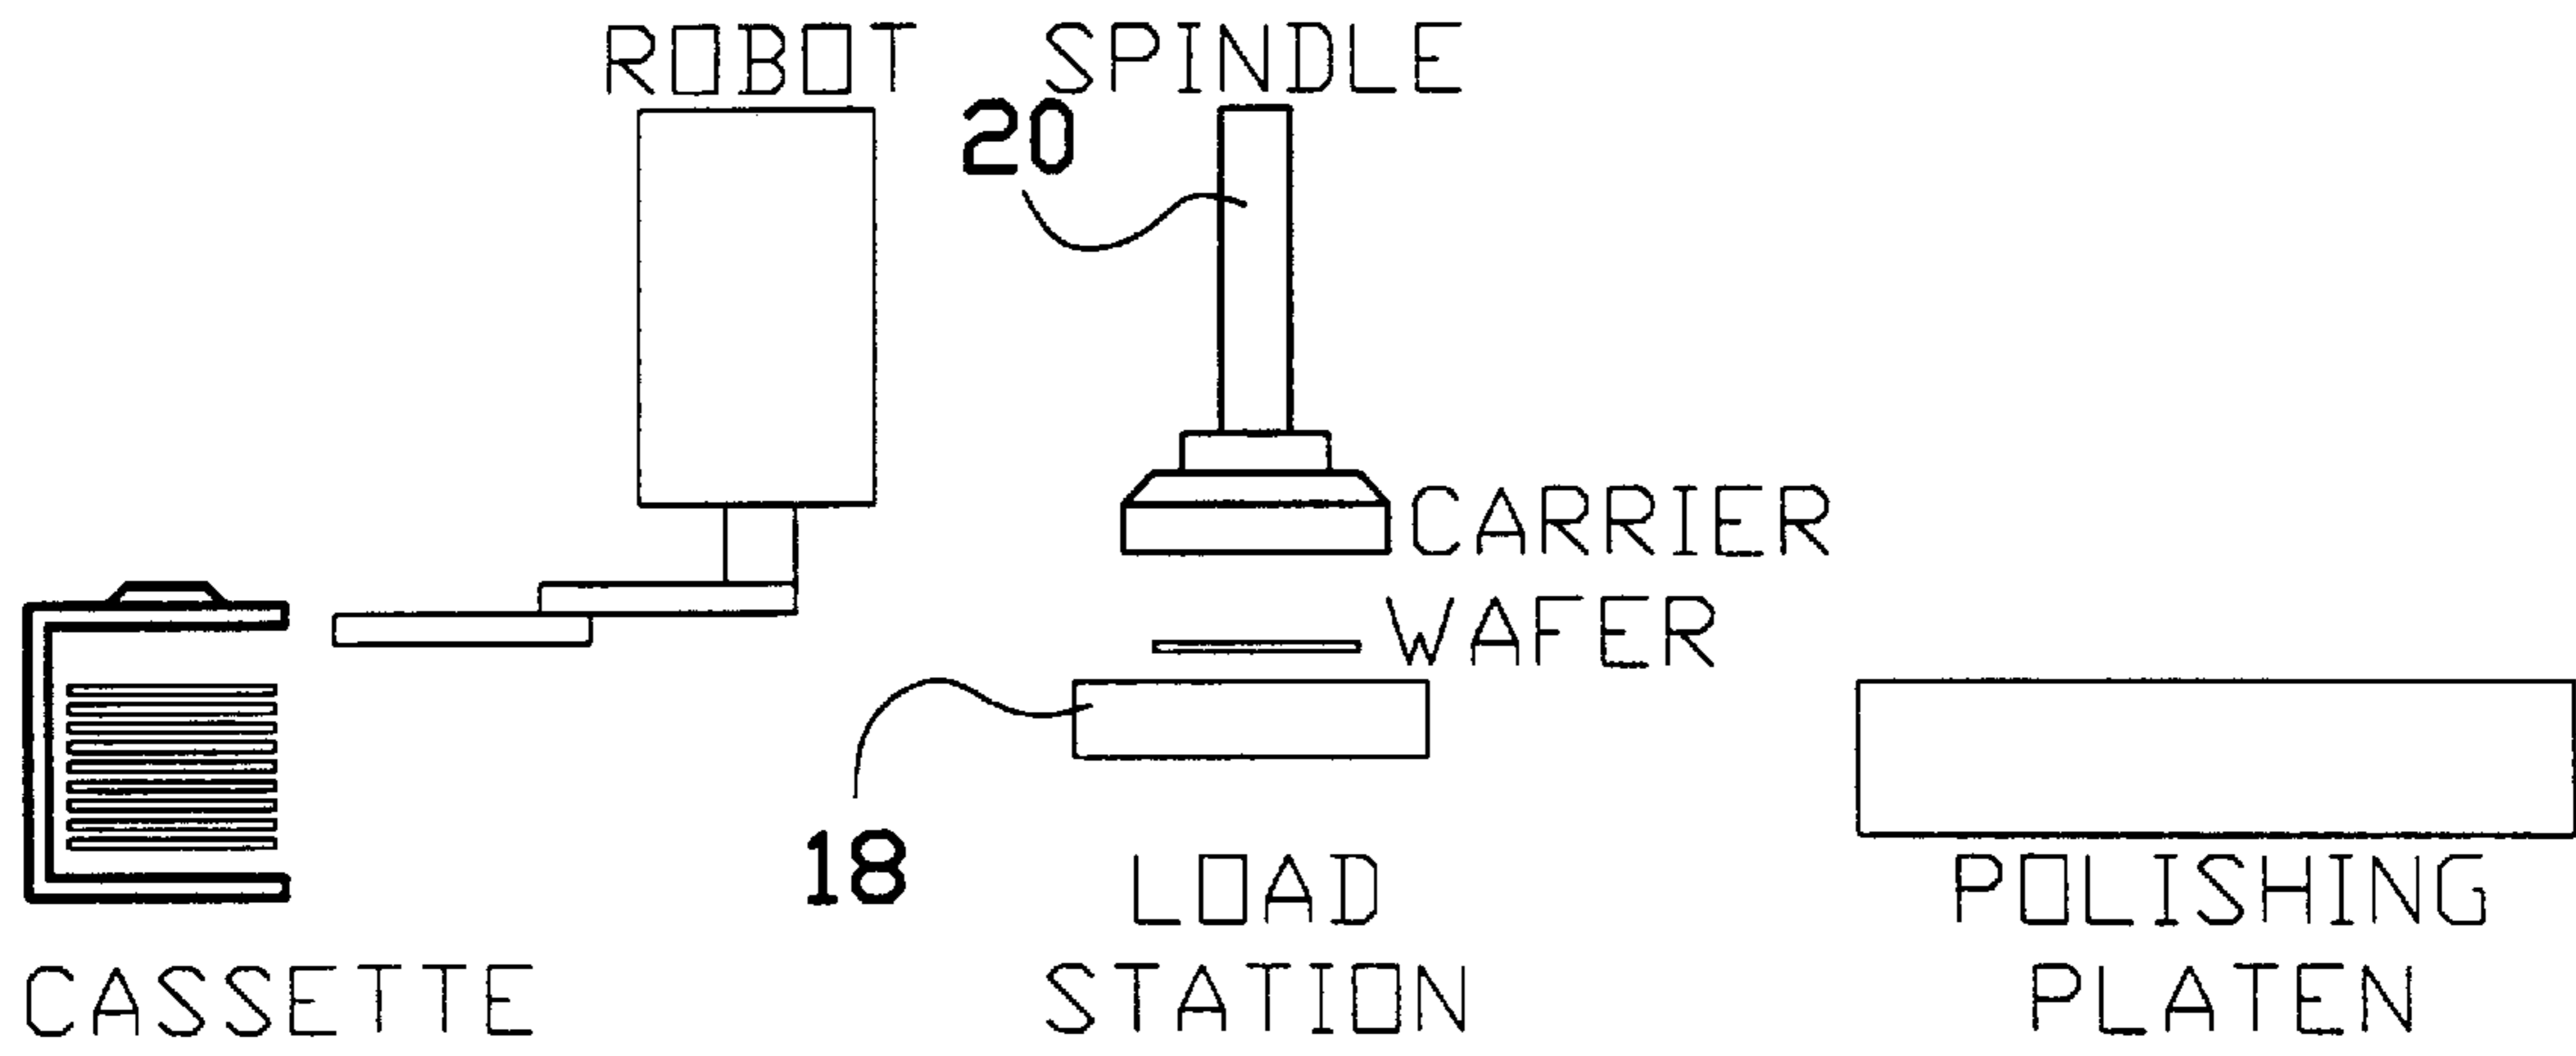 ROBOT SPINDLE
20
CARRIER
WAFER
18
LOAD
STATION
POLISHING
PLATEN
CASSETTE